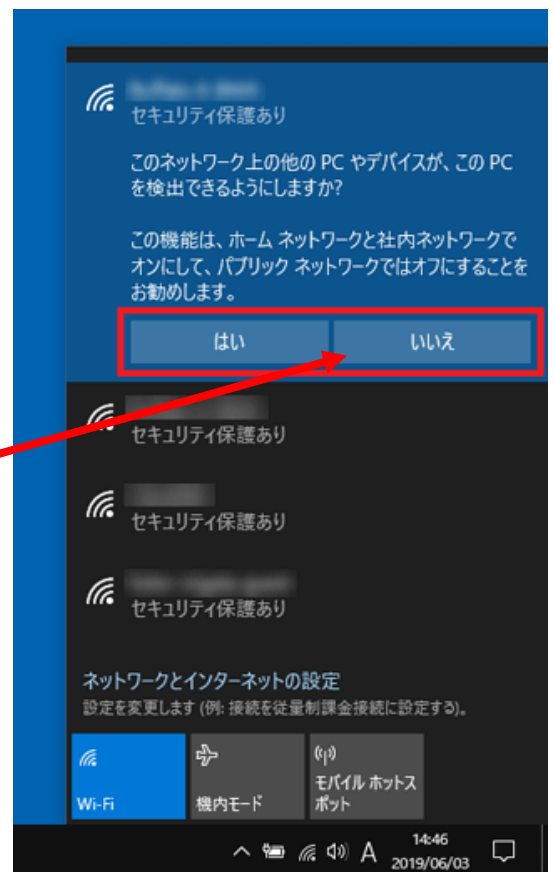 セキュリティ保護あり
このネットワーク上の他の PC やデバイスが、この PC
を検出できるようにしますか?
この機能は、ホーム ネットワークと社内ネットワークで
オンにして、パブリック ネットワークではオフにすることを
お勧めします。
はい
いいえ
セキュリティ保護あり
セキュリティ保護あり
セキュリティ保護あり
ネットワークとインターネットの設定
設定を変更します (例: 接続を従量制課金接続に設定する)。
Wi-Fi
機内モード
モバイル ホットス
ポット
A
14:46
2019/06/03